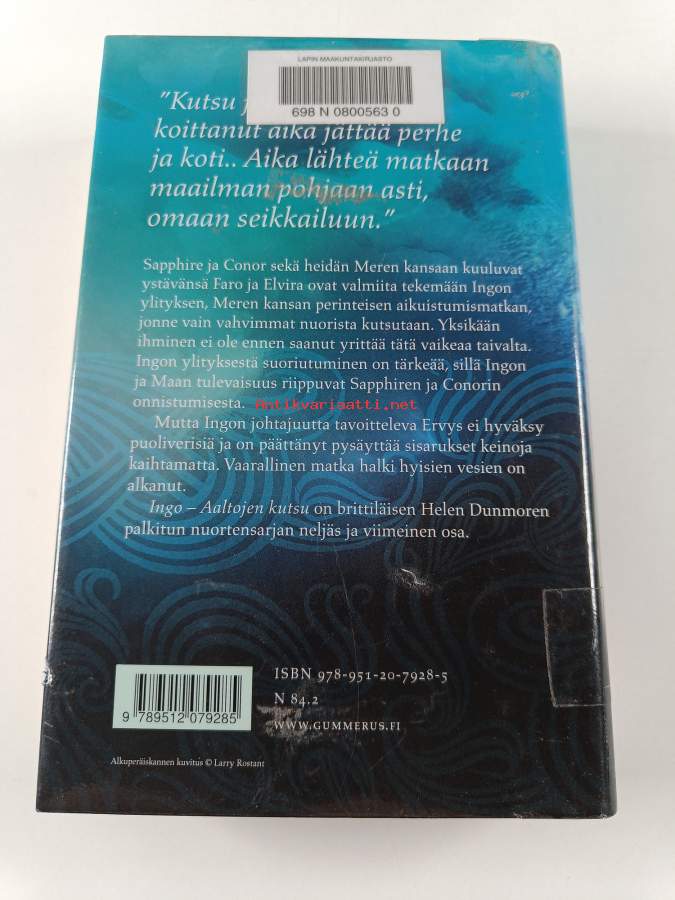 LAPIN MAAKUNTAKIRJASTO
698 N 0800563 0
"Kutsu
koittanut aika jättää perhe
ja koti.. Aika lähteä matkaan
maailman pohjaan asti,
omaan seikkailuun."
Sapphire ja Conor sekä heidän Meren kansaan kuuluvat
ystävänsä Faro ja Elvira ovat valmiita tekemään Ingon
ylityksen, Meren kansan perinteisen aikuistumismatkan,
jonne vain vahvimmat nuorista kutsutaan. Yksikään
ihminen ei ole ennen saanut yrittää tätä vaikeaa taivalta.
Ingon ylityksestä suoriutuminen on tärkeää, sillä Ingon
ja Maan tulevaisuus riippuvat Sapphiren ja Conorin
onnistumisesta. Antikvariaatti.net
Mutta Ingon johtajuutta tavoitteleva Ervys ei hyväksy
puoliverisiä ja on päättänyt pysäyttää sisarukset keinoja
kaihtamatta. Vaarallinen matka halki hyisien vesien on
alkanut.
Ingo – Aaltojen kutsu on brittiläisen Helen Dunmoren
palkitun nuortensarjan neljäs ja viimeinen osa.
ISBN 978-951-20-7928-5
N 84.2
WWW.GUMMERUS.FI
9 789512 079285
Alkuperäiskannen kuvitus © Larry Rostant